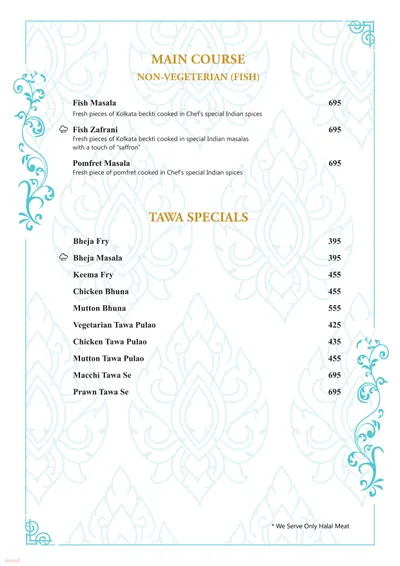 MAIN COURSE
NON-VEGETERIAN (FISH)
Fish Masala 695
Fresh pieces of Kolkata beckti cooked in Chef's special Indian spices
Fish Zafrani 695
Fresh pieces of Kolkata beckti cooked in special Indian masalas
with a touch of "saffron"
Pomfret Masala 695
Fresh piece of pomfret cooked in Chef's special Indian spices
TAWA SPECIALS
Bheja Fry 395
Bheja Masala 395
Keema Fry 455
Chicken Bhuna 455
Mutton Bhuna 555
Vegetarian Tawa Pulao 425
Chicken Tawa Pulao 435
Mutton Tawa Pulao 455
Macchi Tawa Se 695
Prawn Tawa Se 695
* We Serve Only Halal Meat